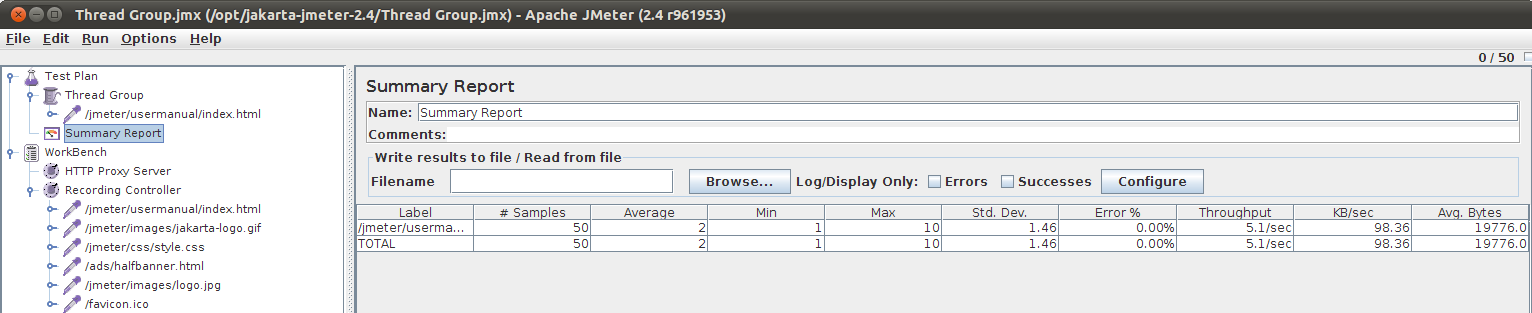 Thread Group.jmx (/opt/jakarta-jmeter-2.4/Thread Group.jmx) - Apache JMeter (2.4 r961953)
File Edit Run Options Help
0 / 50
Test Plan
Thread Group
/jmeter/usermanual/index.html
Summary Report
WorkBench
HTTP Proxy Server
Recording Controller
/jmeter/usermanual/index.html
/jmeter/images/jakarta-logo.gif
/jmeter/css/style.css
/ads/halfbanner.html
/jmeter/images/logo.jpg
/favicon.ico
Summary Report
Name: Summary Report
Comments:
Write results to file / Read from file
Filename Browse... Log/Display Only: Errors Successes Configure
Label # Samples Average Min Max Std. Dev. Error % Throughput KB/sec Avg. Bytes
/jmeter/userma... 50 2 1 10 1.46 0.00% 5.1/sec 98.36 19776.0
TOTAL 50 2 1 10 1.46 0.00% 5.1/sec 98.36 19776.0